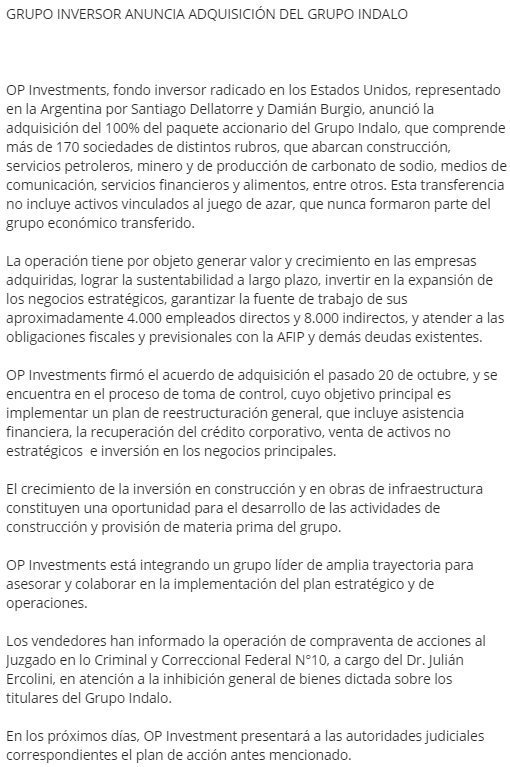 GRUPO INVERSOR ANUNCIA ADQUISICIÓN DEL GRUPO INDALO
OP Investments, fondo inversor radicado en los Estados Unidos, representado
en la Argentina por Santiago Dellatorre y Damián Burgio, anunció la
adquisición del 100% del paquete accionario del Grupo Indalo, que comprende
más de 170 sociedades de distintos rubros, que abarcan construcción,
servicios petroleros, minero y de producción de carbonato de sodio, medios de
comunicación, servicios financieros y alimentos, entre otros. Esta transferencia
no incluye activos vinculados al juego de azar, que nunca formaron parte del
grupo económico transferido.
La operación tiene por objeto generar valor y crecimiento en las empresas
adquiridas, lograr la sustentabilidad a largo plazo, invertir en la expansión de
los negocios estratégicos, garantizar la fuente de trabajo de sus
aproximadamente 4.000 empleados directos y 8.000 indirectos, y atender a las
obligaciones fiscales y previsionales con la AFIP y demás deudas existentes.
OP Investments firmó el acuerdo de adquisición el pasado 20 de octubre, y se
encuentra en el proceso de toma de control, cuyo objetivo principal es
implementar un plan de reestructuración general, que incluye asistencia
financiera, la recuperación del crédito corporativo, venta de activos no
estratégicos e inversión en los negocios principales.
El crecimiento de la inversión en construcción y en obras de infraestructura
constituyen una oportunidad para el desarrollo de las actividades de
construcción y provisión de materia prima del grupo.
OP Investments está integrando un grupo líder de amplia trayectoria para
asesorar y colaborar en la implementación del plan estratégico y de
operaciones.
Los vendedores han informado la operación de compraventa de acciones al
Juzgado en lo Criminal y Correccional Federal N°10, a cargo del Dr. Julián
Ercolini, en atención a la inhibición general de bienes dictada sobre los
titulares del Grupo Indalo.
En los próximos días, OP Investment presentará a las autoridades judiciales
correspondientes el plan de acción antes mencionado.